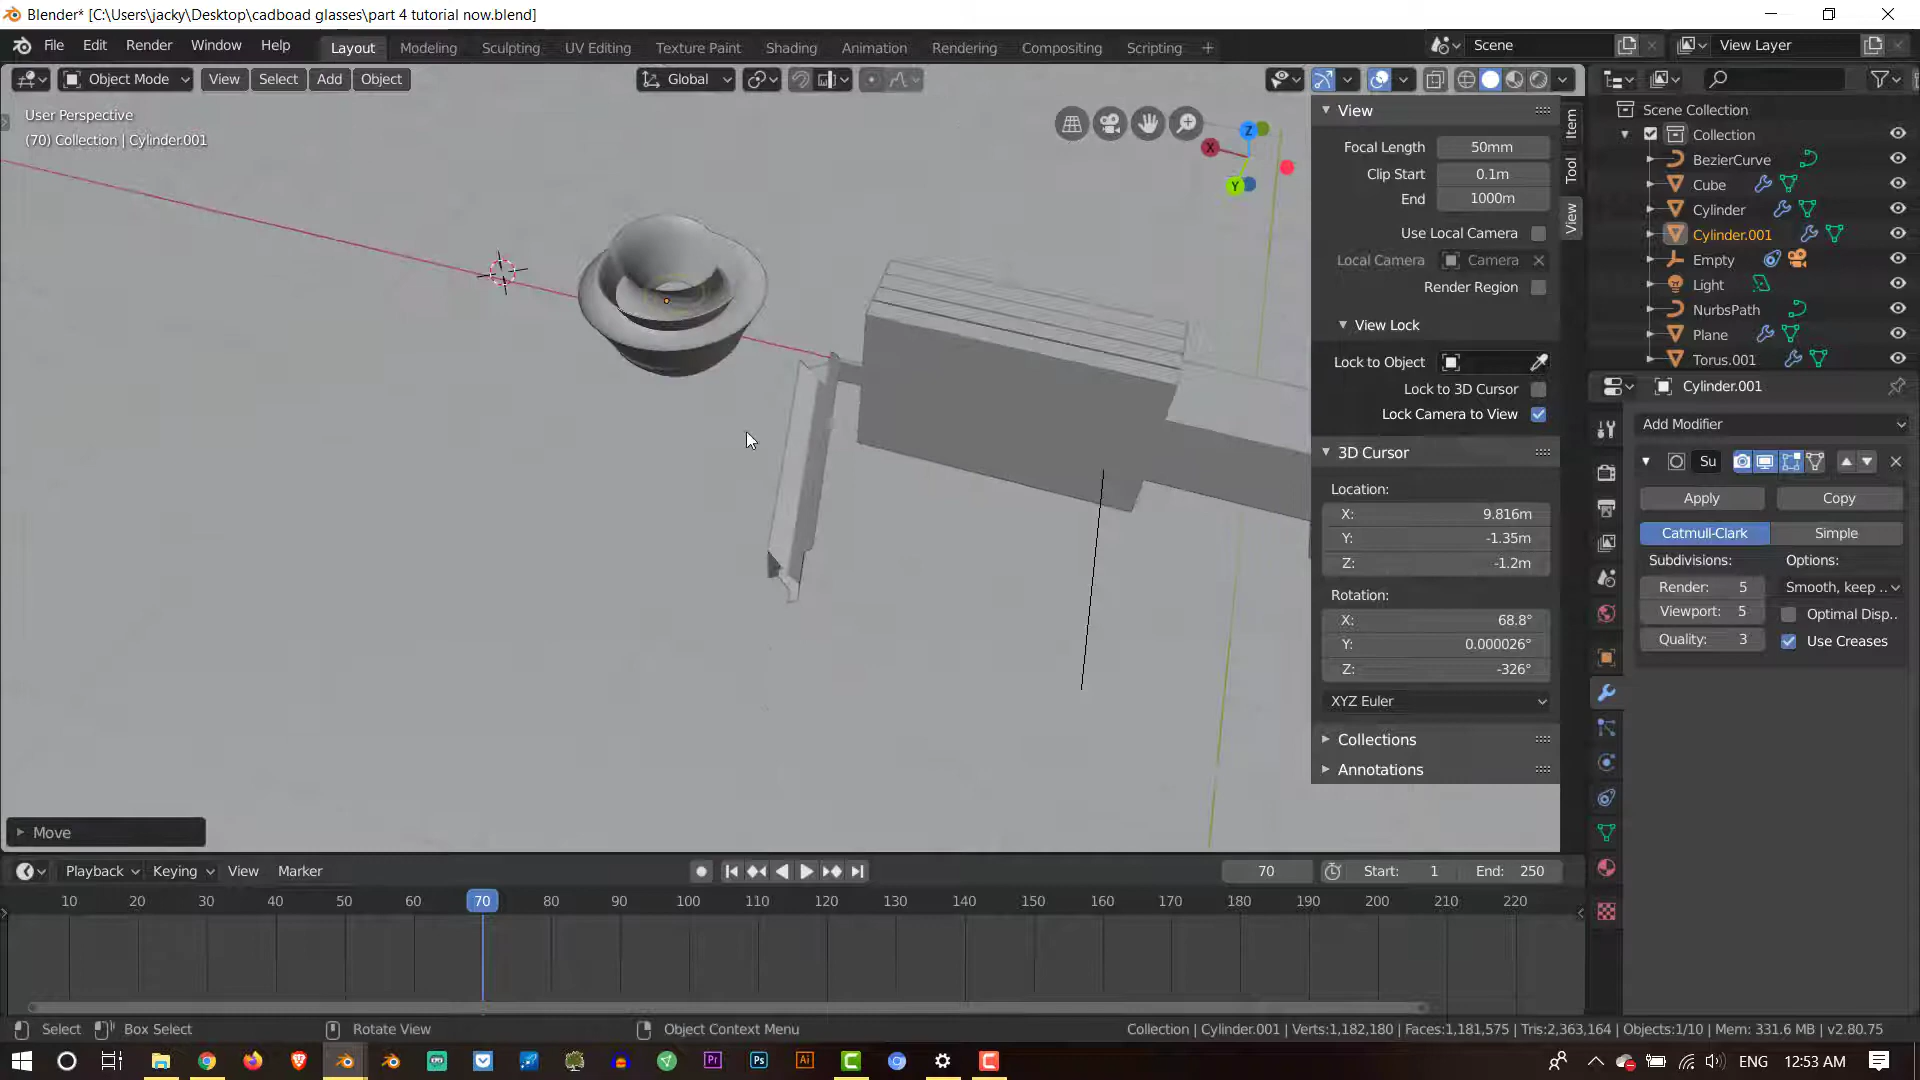 Blender* [C:\Users\jacky\Desktop\cadboad glasses\part 4 tutorial now.blend]
File Edit Render Window Help Layout Modeling Sculpting UV Editing Texture Paint Shading Animation Rendering Compositing Scripting + Scene View Layer
Object Mode View Select Add Object Global
User Perspective
(70) Collection | Cylinder.001
Z
X
Y
View
Focal Length 50mm
Clip Start 0.1m
End 1000m
Use Local Camera
Local Camera Camera
Render Region
View Lock
Lock to Object
Lock to 3D Cursor
Lock Camera to View
3D Cursor
Location:
X: 9.816m
Y: -1.35m
Z: -1.2m
Rotation:
X: 68.8°
Y: 0.000026°
Z: -326°
XYZ Euler
Collections
Annotations
Item
Tool
View
Scene Collection
Collection
BezierCurve
Cube
Cylinder
Cylinder.001
Empty
Light
NurbsPath
Plane
Torus.001
Cylinder.001
Add Modifier
Su
Apply Copy
Catmull-Clark Simple
Subdivisions: Options:
Render: 5 Smooth, keep ..
Viewport: 5 Optimal Disp..
Quality: 3 Use Creases
Move
Playback Keying View Marker 70 Start: 1 End: 250
10 20 30 40 50 60 70 80 90 100 110 120 130 140 150 160 170 180 190 200 210 220
Select Box Select Rotate View Object Context Menu Collection | Cylinder.001 | Verts:1,182,180 | Faces:1,181,575 | Tris:2,363,164 | Objects:1/10 | Mem: 331.6 MB | v2.80.75
Pr Ps Ai ENG 12:53 AM